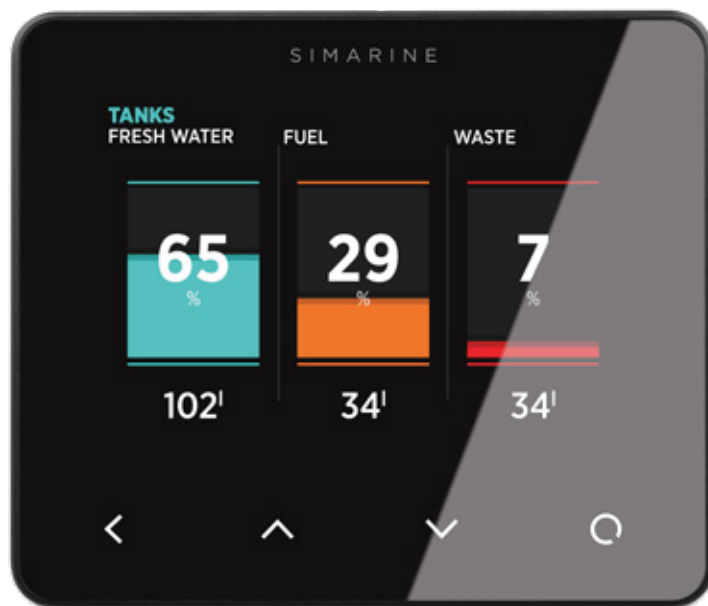 SIMARINE
TANKS
FRESH WATER
FUEL
WASTE
65
%
29
%
7
%
102l
34l
34l